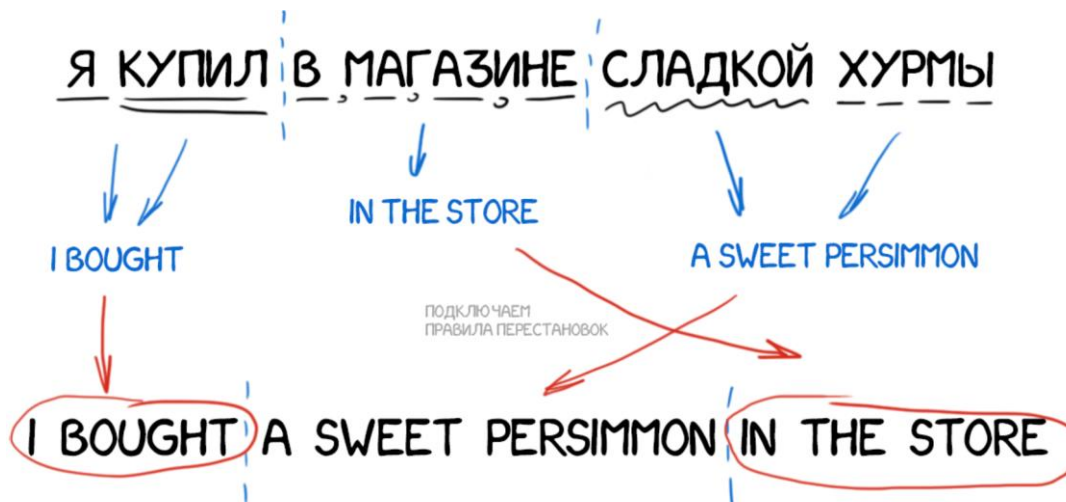 Я КУПИЛ В МАГАЗИНЕ СЛАДКОЙ ХУРМЫ
IN THE STORE
I BOUGHT
A SWEET PERSIMMON
ПОДКЛЮЧАЕМ
ПРАВИЛА ПЕРЕСТАНОВОК
I BOUGHT A SWEET PERSIMMON IN THE STORE